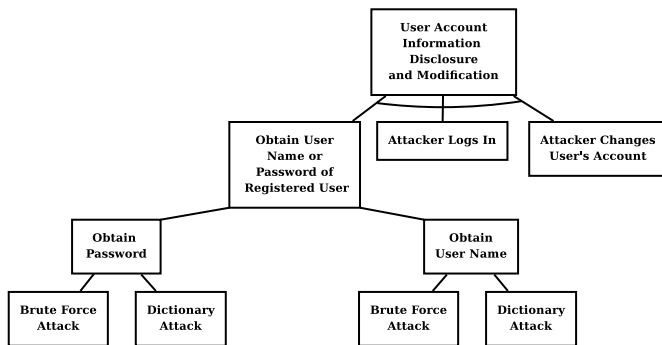 User Account
Information
Disclosure
and Modification
Obtain User
Name or
Password of
Registered User
Attacker Logs In
Attacker Changes
User's Account
Obtain
Password
Obtain
User Name
Brute Force
Attack
Dictionary
Attack
Brute Force
Attack
Dictionary
Attack